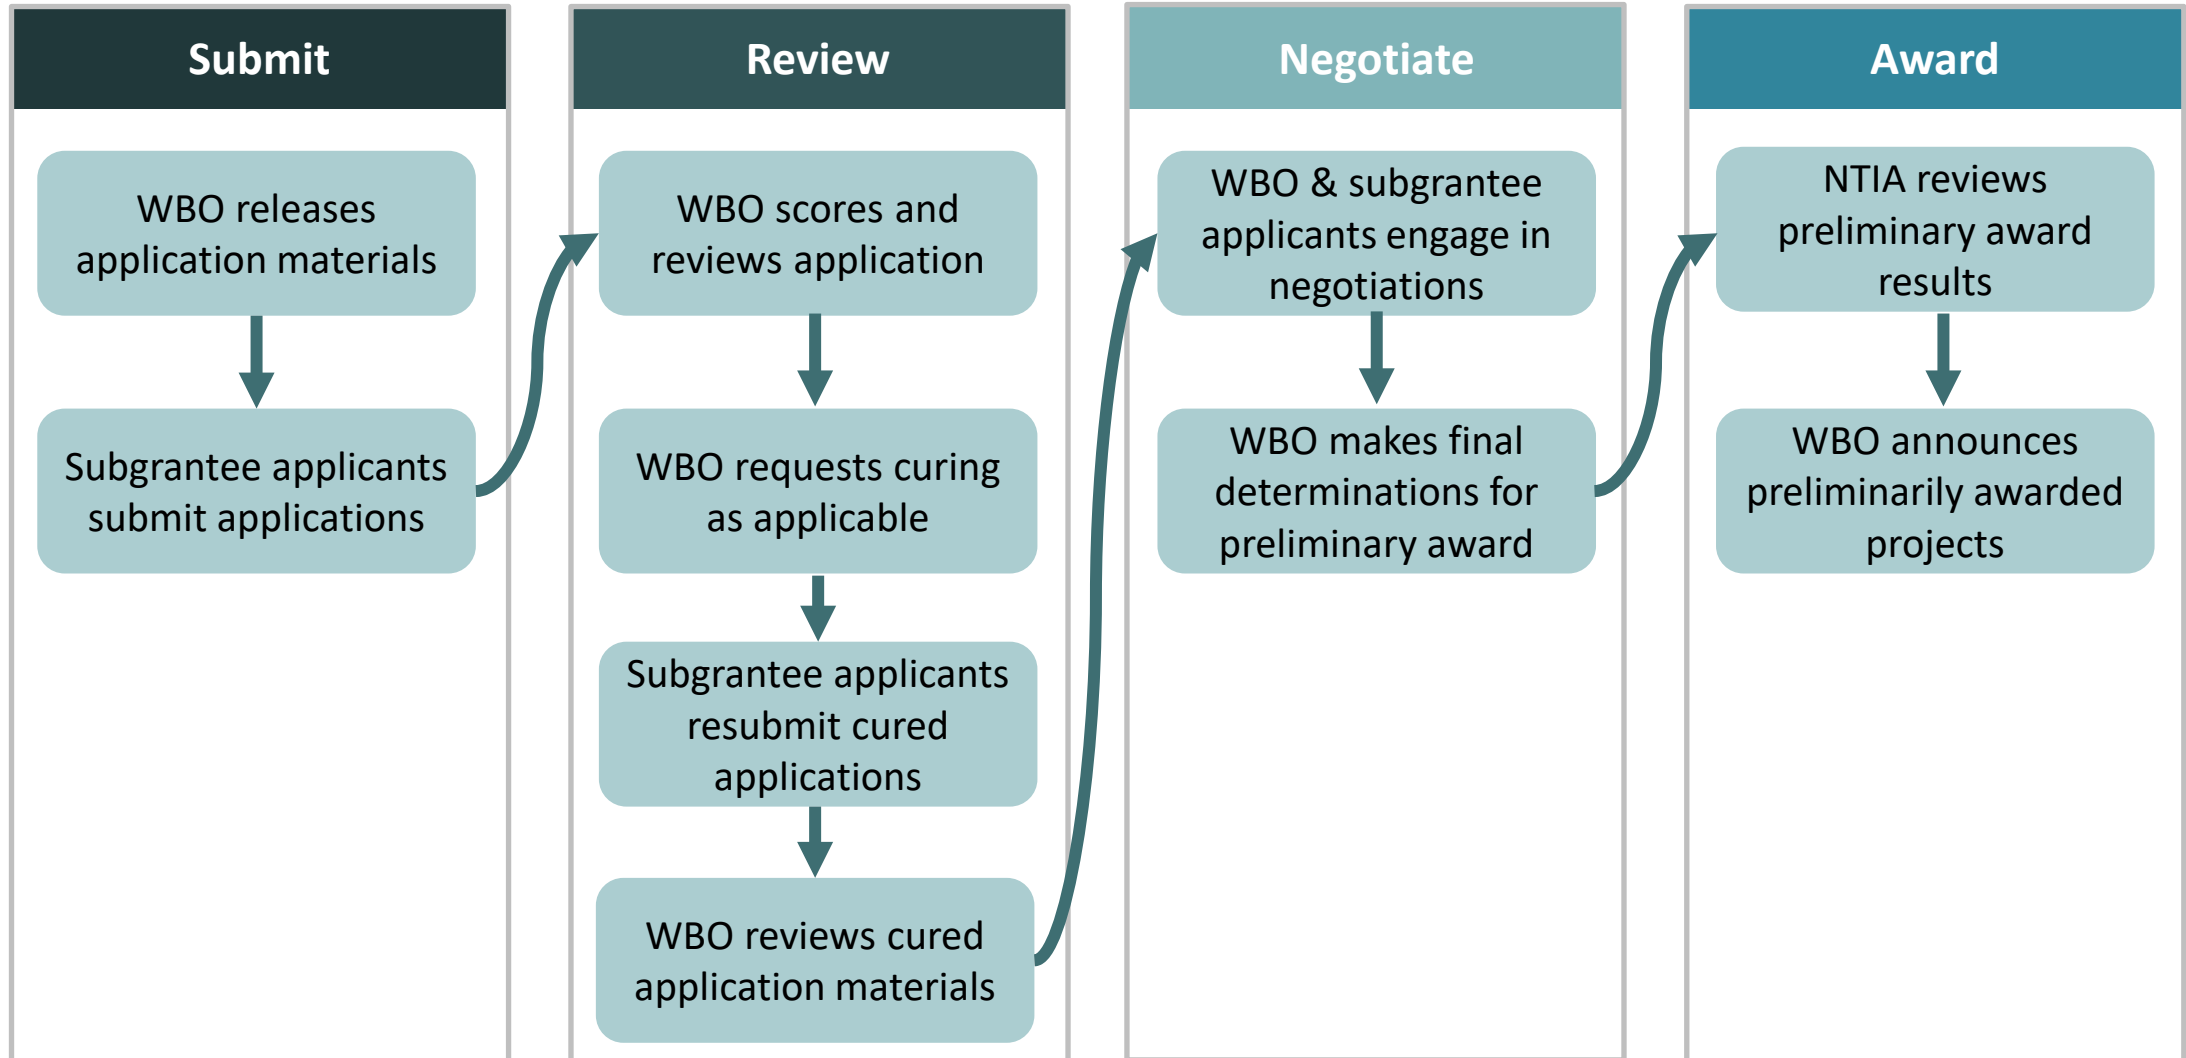 Submit
WBO releases
application materials
Subgrantee applicants
submit applications
Review
WBO scores and
reviews application
WBO requests curing
as applicable
Subgrantee applicants
resubmit cured
applications
WBO reviews cured
application materials
Negotiate
WBO & subgrantee
applicants engage in
negotiations
WBO makes final
determinations for
preliminary award
Award
NTIA reviews
preliminary award
results
WBO announces
preliminarily awarded
projects